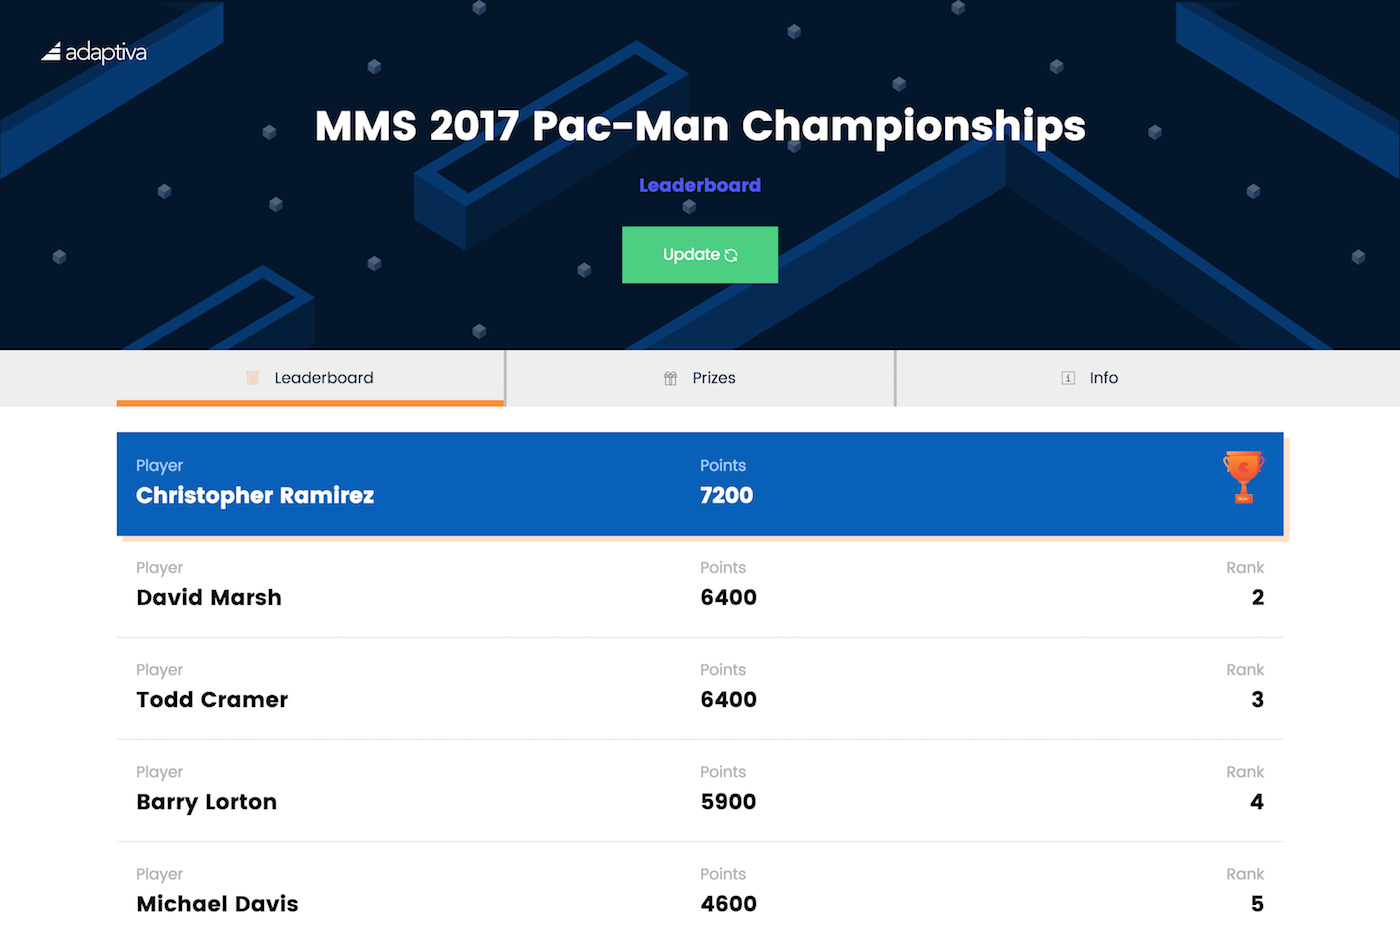 adaptiva
MMS 2017 Pac-Man Championships
Leaderboard
Update
Leaderboard
Prizes
Info
Player
Points
Christopher Ramirez
7200
Player
Points
Rank
David Marsh
6400
2
Player
Points
Rank
Todd Cramer
6400
3
Player
Points
Rank
Barry Lorton
5900
4
Player
Points
Rank
Michael Davis
4600
5